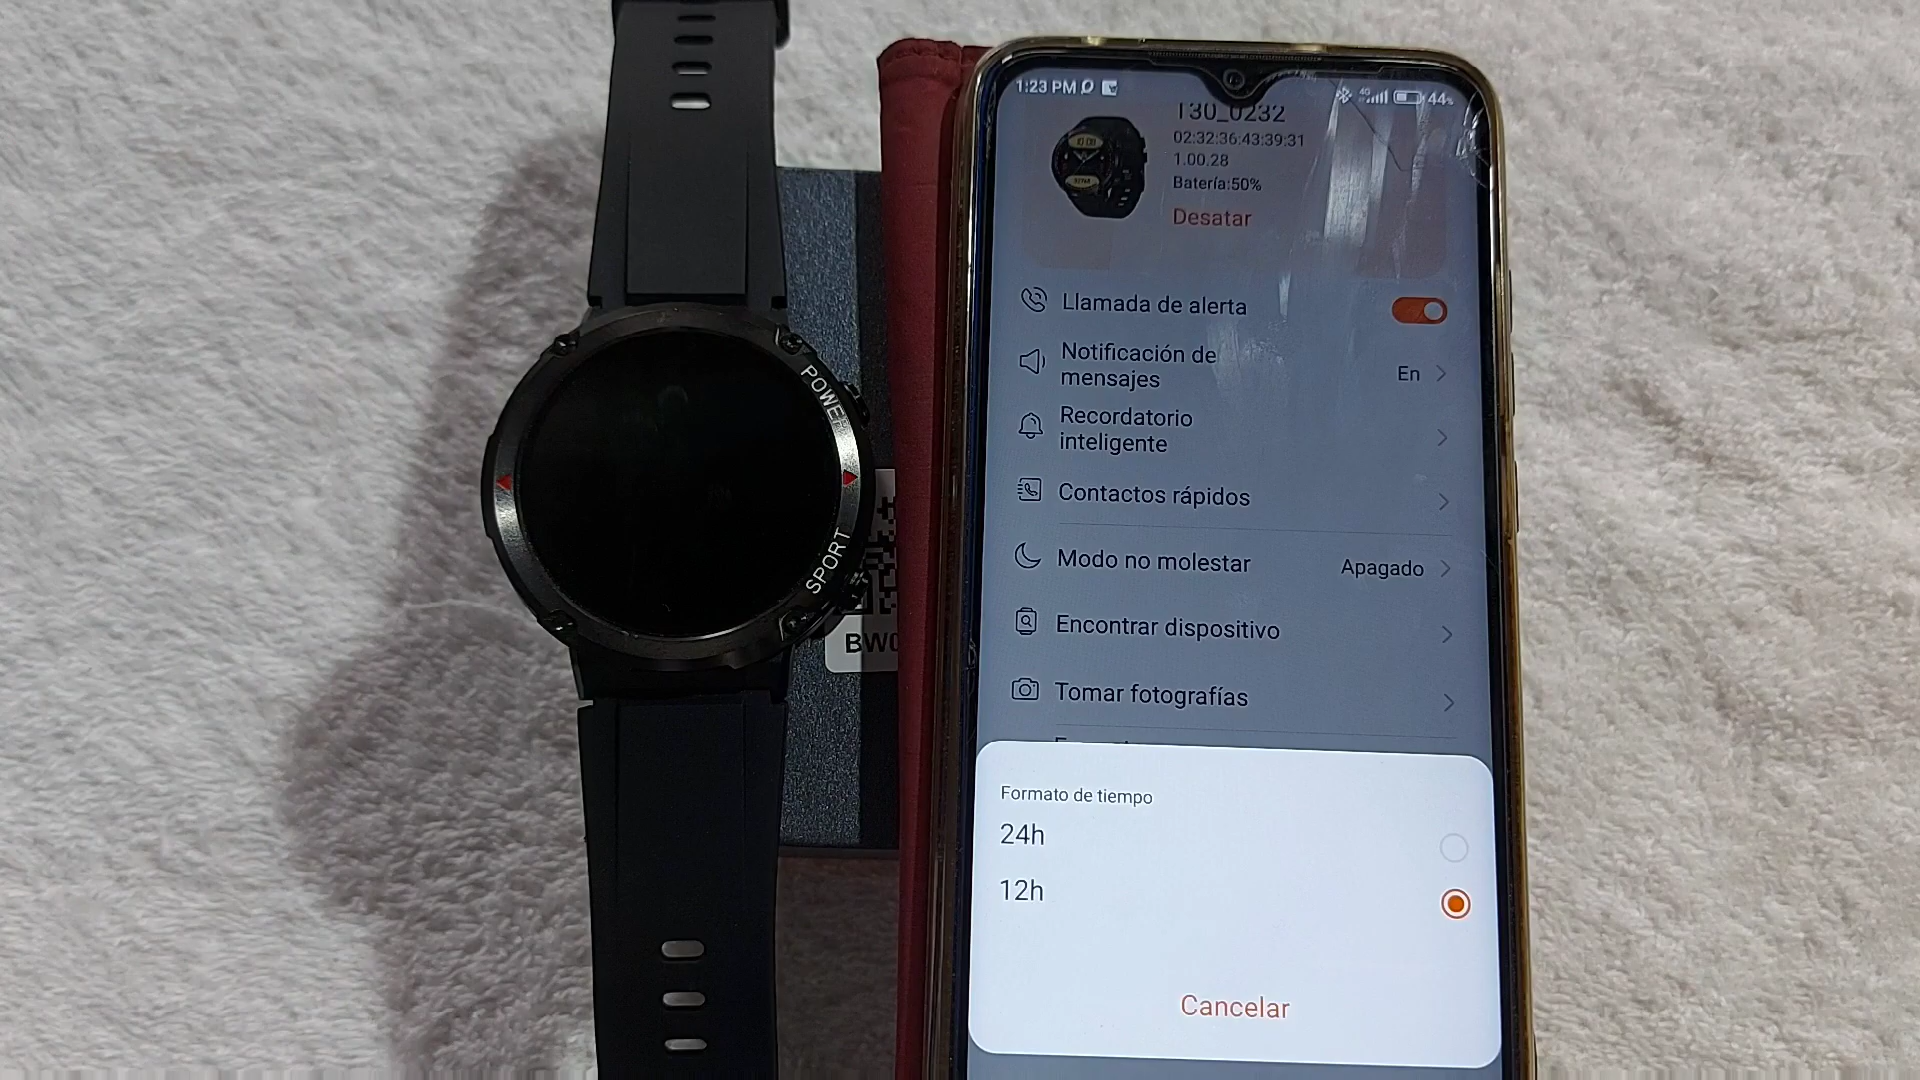 POWER
SPORT
1:23 PM
4G
44%
T30_0232
02:32:36:43:39:31
1.00.28
Batería:50%
Desatar
Llamada de alerta
Notificación de
mensajes
En
Recordatorio
inteligente
Contactos rápidos
Modo no molestar
Apagado
Encontrar dispositivo
Tomar fotografías
Formato de tiempo
24h
12h
Cancelar